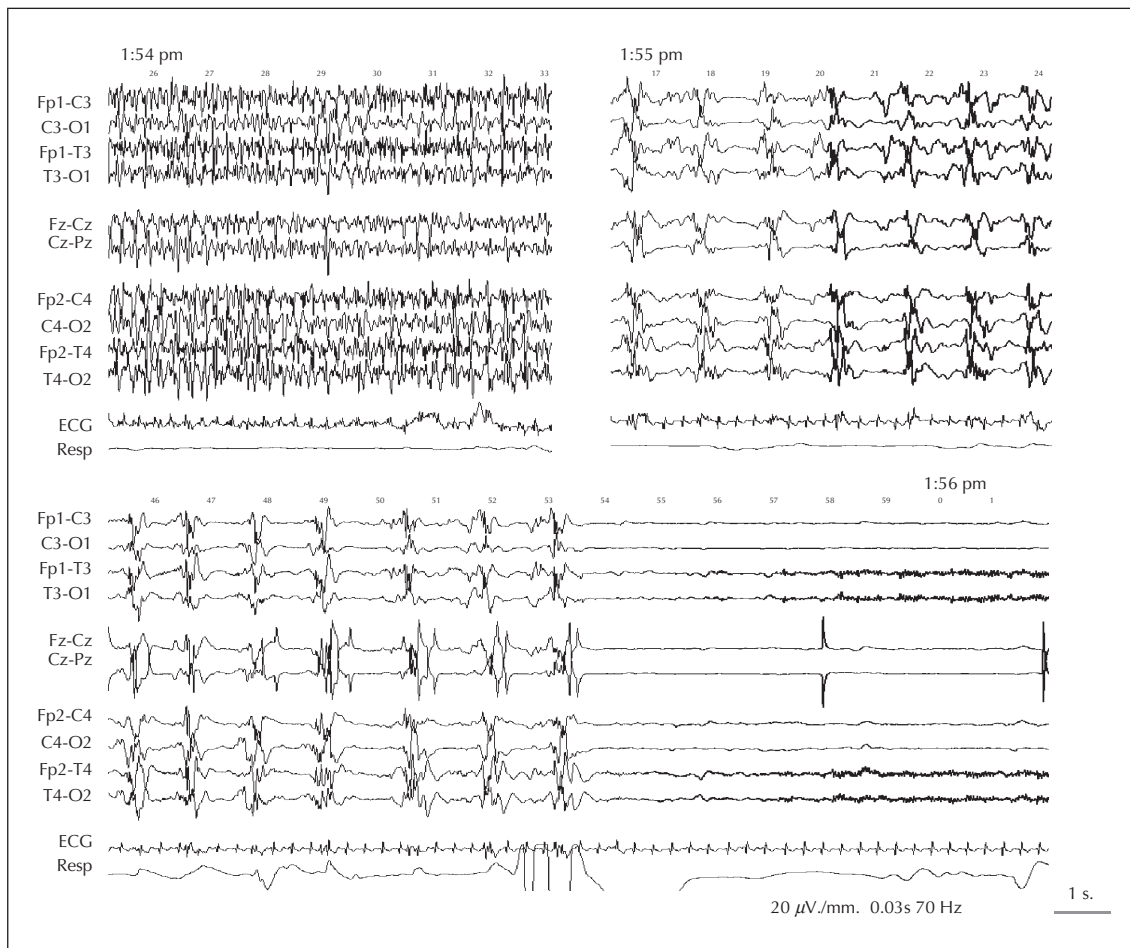 1:54 pm
26 27 28 29 30 31 32 33
Fp1-C3
C3-O1
Fp1-T3
T3-O1
Fz-Cz
Cz-Pz
Fp2-C4
C4-O2
Fp2-T4
T4-O2
ECG
Resp
1:55 pm
17 18 19 20 21 22 23 24
46 47 48 49 50 51 52 53 54 55 56 57 58 59 0 1
1:56 pm
Fp1-C3
C3-O1
Fp1-T3
T3-O1
Fz-Cz
Cz-Pz
Fp2-C4
C4-O2
Fp2-T4
T4-O2
ECG
Resp
20 µV./mm. 0.03s 70 Hz
1 s.